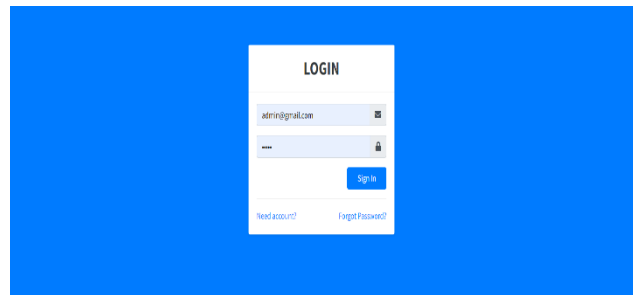 LOGIN
admin@gmail.com
•••••
Sign In
Need account? Forgot Password?